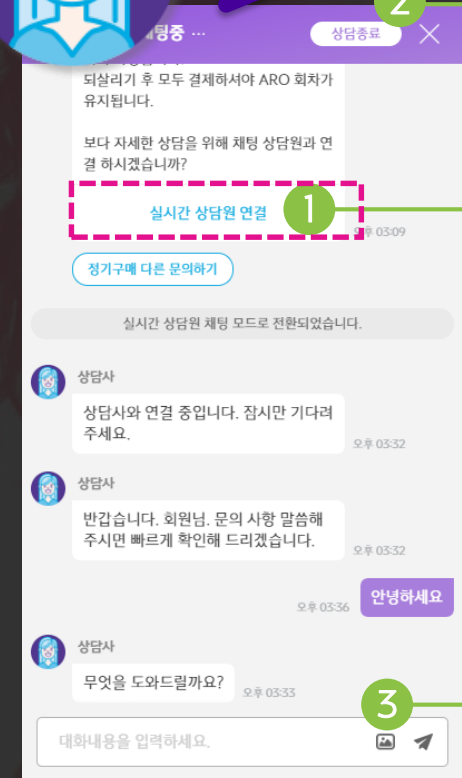 팅중 ...
상담종료
2
되살리기 후 모두 결제하셔야 ARO 회차가
유지됩니다.
보다 자세한 상담을 위해 채팅 상담원과 연
결 하시겠습니까?
실시간 상담원 연결
1
오후 03:09
정기구매 다른 문의하기
실시간 상담원 채팅 모드로 전환되었습니다.
상담사
상담사와 연결 중입니다. 잠시만 기다려
주세요.
오후 03:32
상담사
반갑습니다. 회원님. 문의 사항 말씀해
주시면 빠르게 확인해 드리겠습니다.
오후 03:32
안녕하세요
오후 03:36
상담사
무엇을 도와드릴까요?
오후 03:33
3
대화내용을 입력하세요.